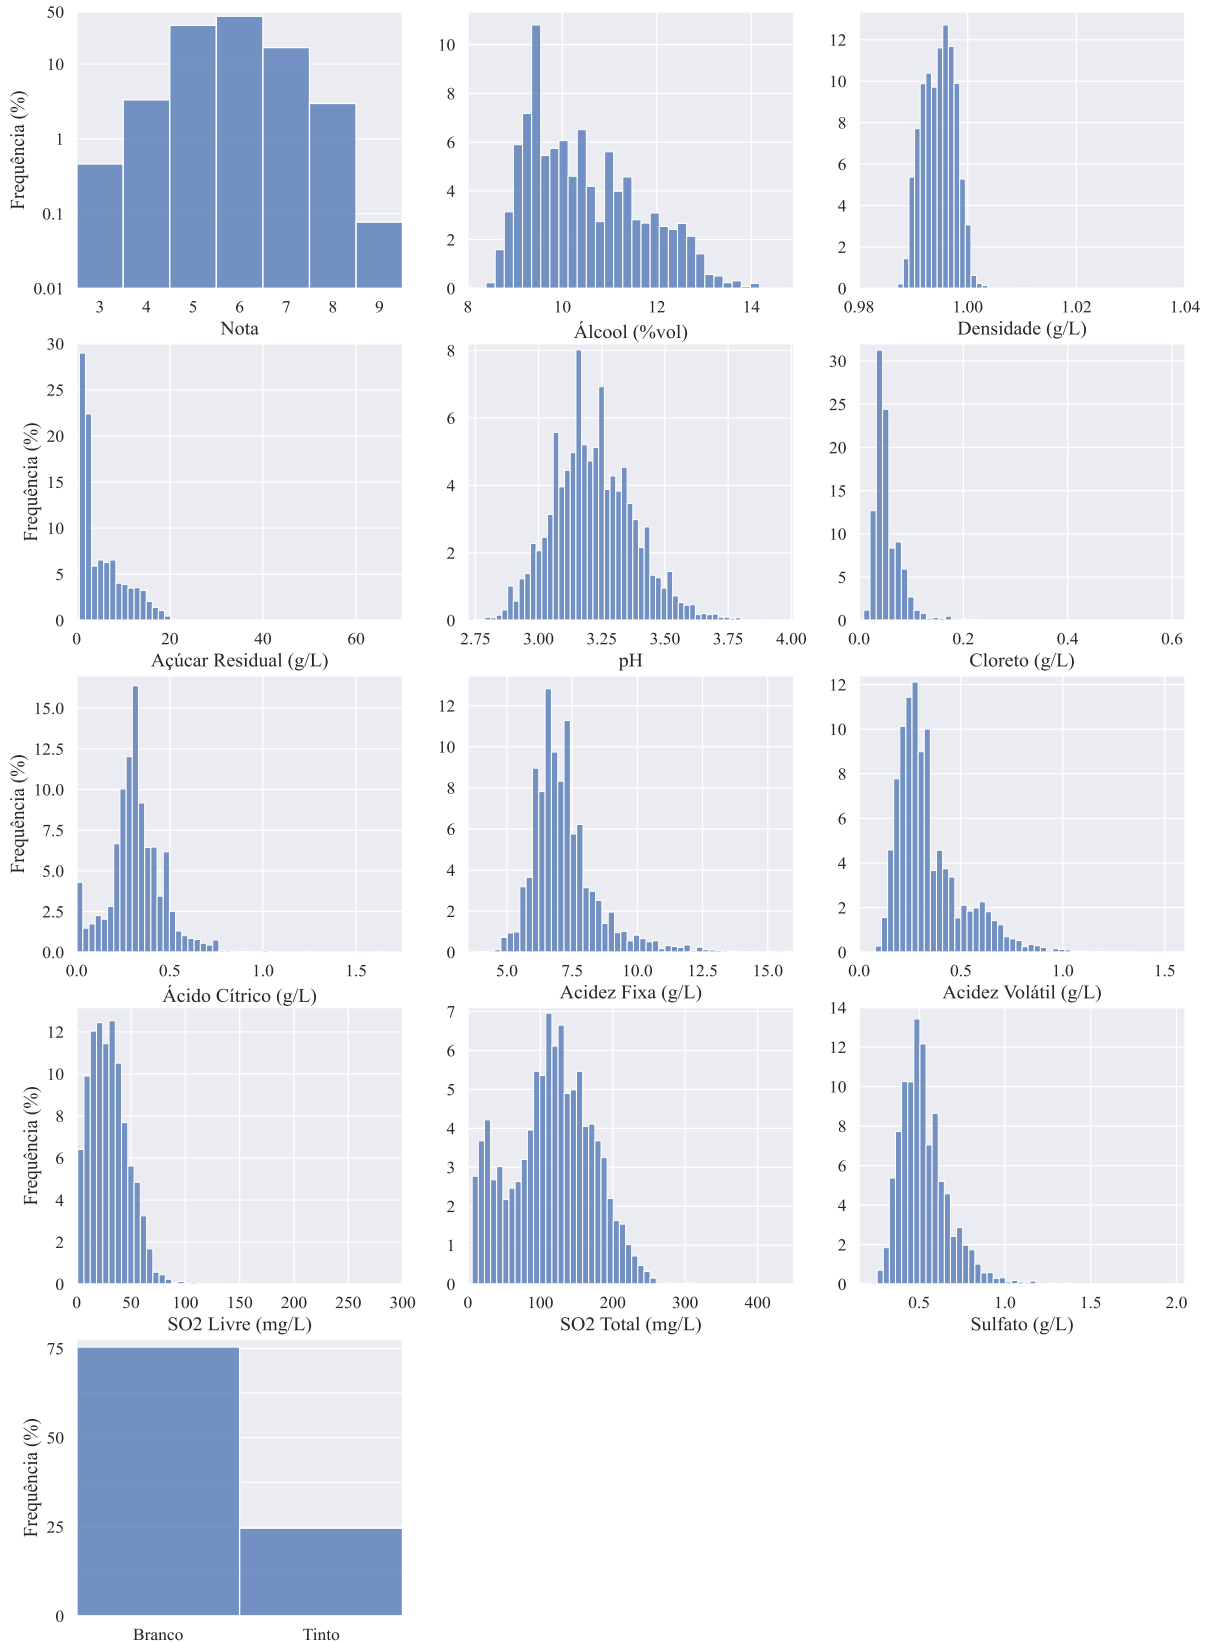 Frequência (%)
50
10
1
0.1
0.01
3 4 5 6 7 8 9
Nota
10
8
6
4
2
0
8 10 12 14
Álcool (%vol)
12
10
8
6
4
2
0
0.98 1.00 1.02 1.04
Densidade (g/L)
Frequência (%)
30
25
20
15
10
5
0
0 20 40 60
Açúcar Residual (g/L)
8
6
4
2
0
2.75 3.00 3.25 3.50 3.75 4.00
pH
30
25
20
15
10
5
0
0.0 0.2 0.4 0.6
Cloreto (g/L)
Frequência (%)
15.0
12.5
10.0
7.5
5.0
2.5
0.0
0.0 0.5 1.0 1.5
Ácido Cítrico (g/L)
12
10
8
6
4
2
0
5.0 7.5 10.0 12.5 15.0
Acidez Fixa (g/L)
12
10
8
6
4
2
0
0.0 0.5 1.0 1.5
Acidez Volátil (g/L)
Frequência (%)
12
10
8
6
4
2
0
0 50 100 150 200 250 300
SO2 Livre (mg/L)
7
6
5
4
3
2
1
0
0 100 200 300 400
SO2 Total (mg/L)
14
12
10
8
6
4
2
0
0.5 1.0 1.5 2.0
Sulfato (g/L)
Frequência (%)
75
50
25
0
Branco Tinto